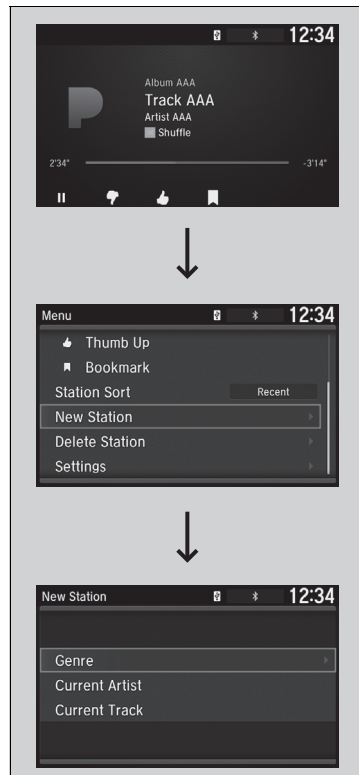 12:34
Album AAA
Track AAA
Artist AAA
Shuffle
2'34" -3'14"
Menu 12:34
Thumb Up
Bookmark
Station Sort Recent
New Station
Delete Station
Settings
New Station 12:34
Genre
Current Artist
Current Track